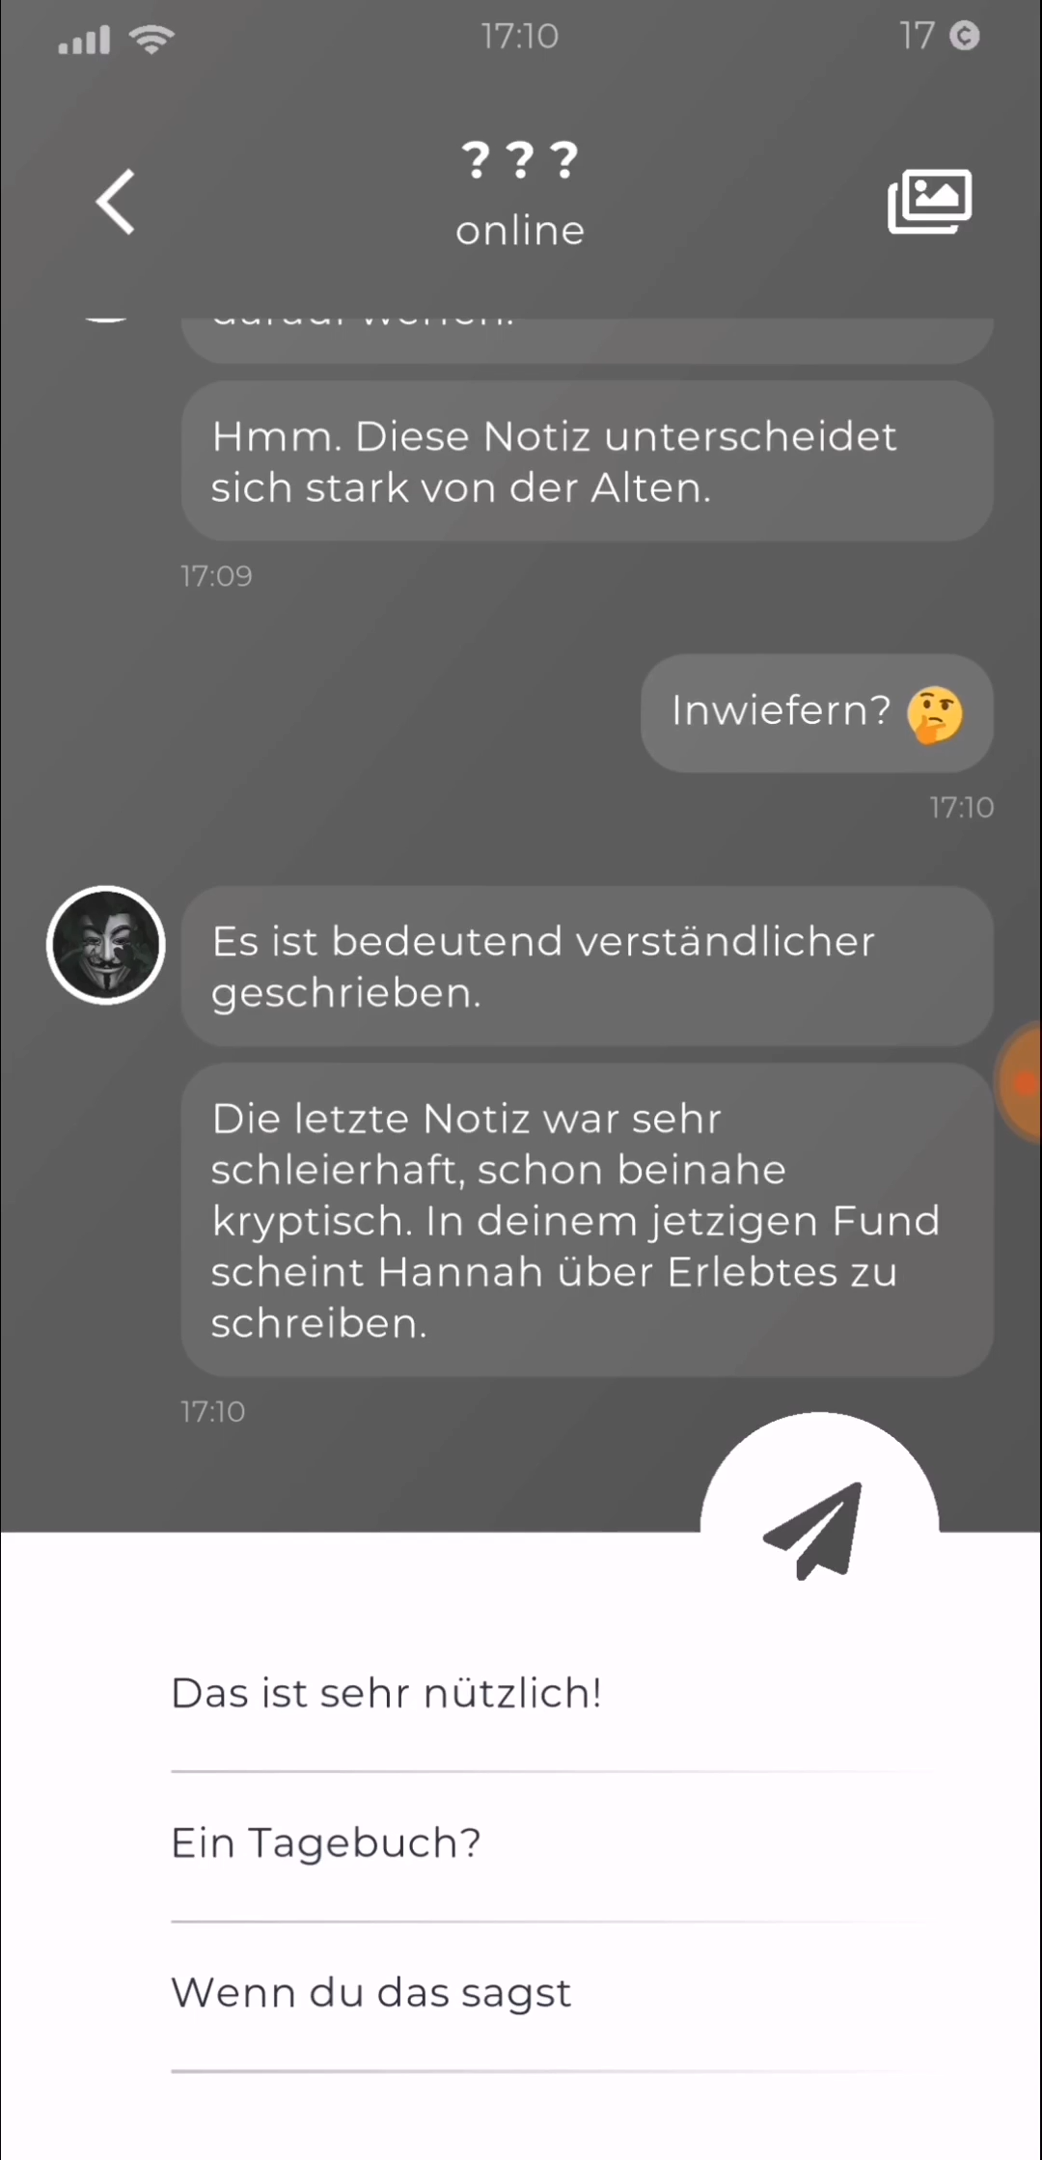 17:10
17
???
online
Hmm. Diese Notiz unterscheidet
sich stark von der Alten.
17:09
Inwiefern? 🤔
17:10
Es ist bedeutend verständlicher
geschrieben.
Die letzte Notiz war sehr
schleierhaft, schon beinahe
kryptisch. In deinem jetzigen Fund
scheint Hannah über Erlebtes zu
schreiben.
17:10
Das ist sehr nützlich!
Ein Tagebuch?
Wenn du das sagst